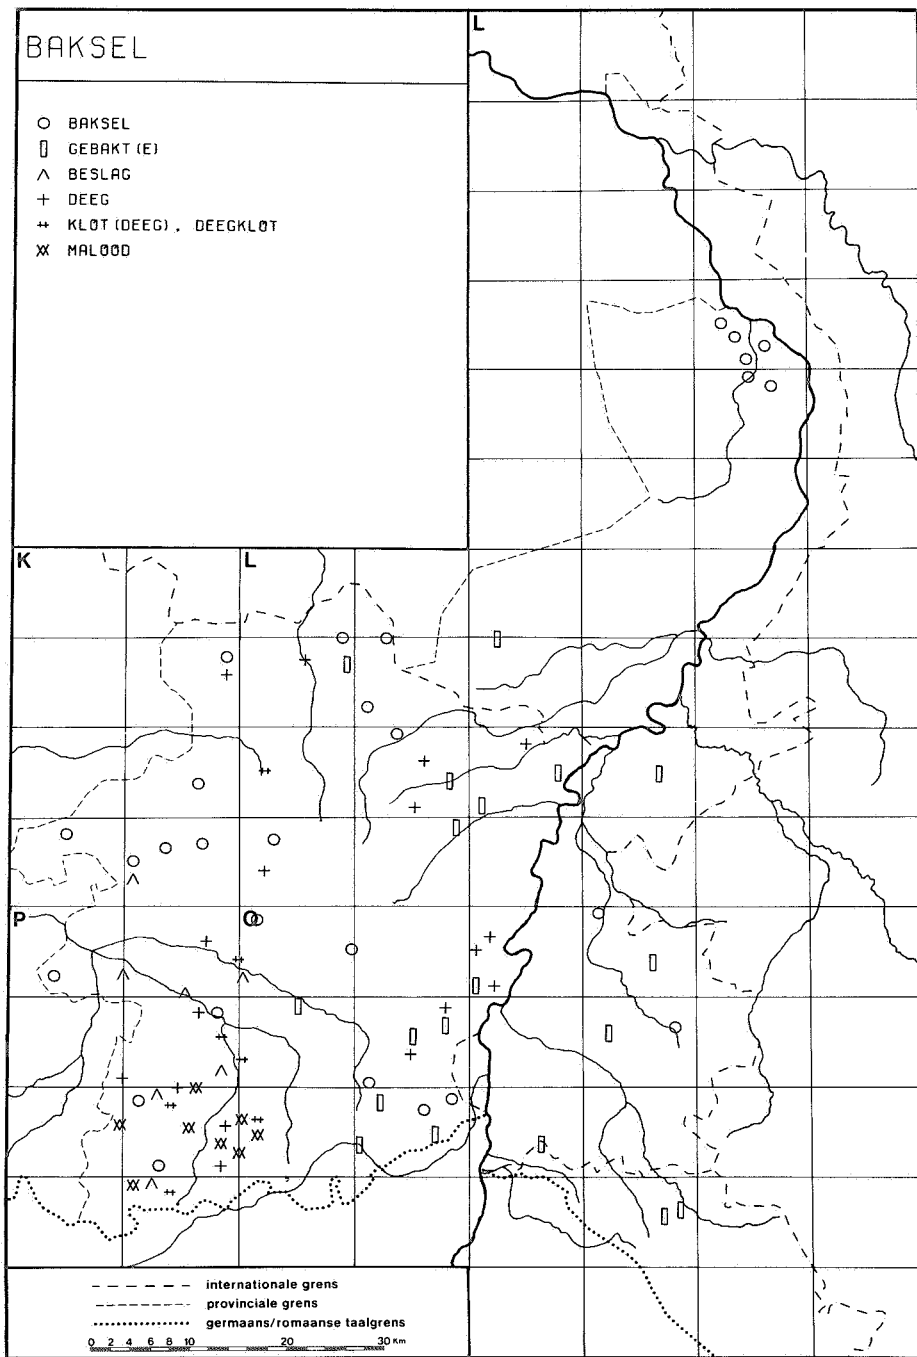 BAKSEL
BAKSEL
GEBAKT (E)
BESLAG
DEEG
KLOT (DEEG), DEEGKLOT
MALOOD
L
K
L
P
Q
internationale grens
provinciale grens
germaans/romaanse taalgrens
0 2 4 6 8 10 20 30 Km